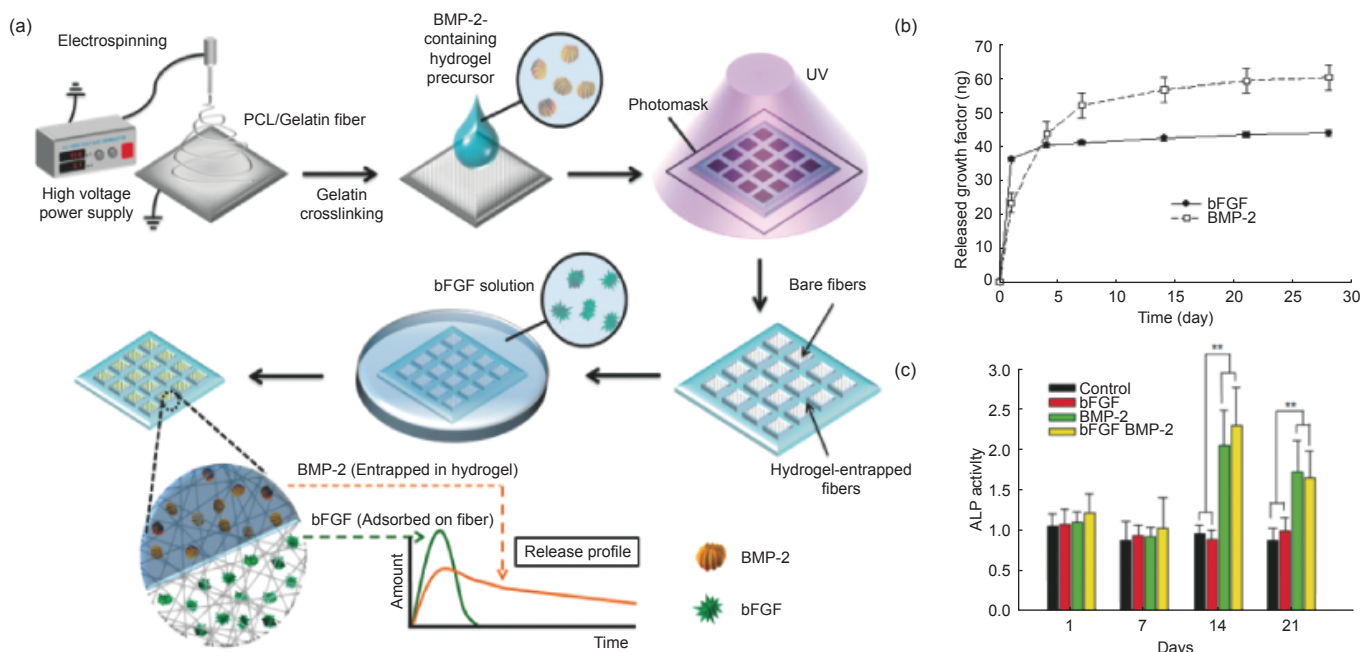 (a)
Electrospinning
PCL/Gelatin fiber
High voltage
power supply
Gelatin
crosslinking
BMP-2-
containing
hydrogel
precursor
UV
Photomask
bFGF solution
Bare fibers
Hydrogel-entrapped
fibers
BMP-2 (Entrapped in hydrogel)
bFGF (Adsorbed on fiber)
Release profile
Amount
Time
BMP-2
bFGF
(b)
Released growth factor (ng)
70
60
50
40
30
20
10
0
bFGF
BMP-2
0 5 10 15 20 25 30
Time (day)
(c)
ALP activity
3.0
2.5
2.0
1.5
1.0
0.5
0.0
Control
bFGF
BMP-2
bFGF BMP-2
**
**
1 7 14 21
Days